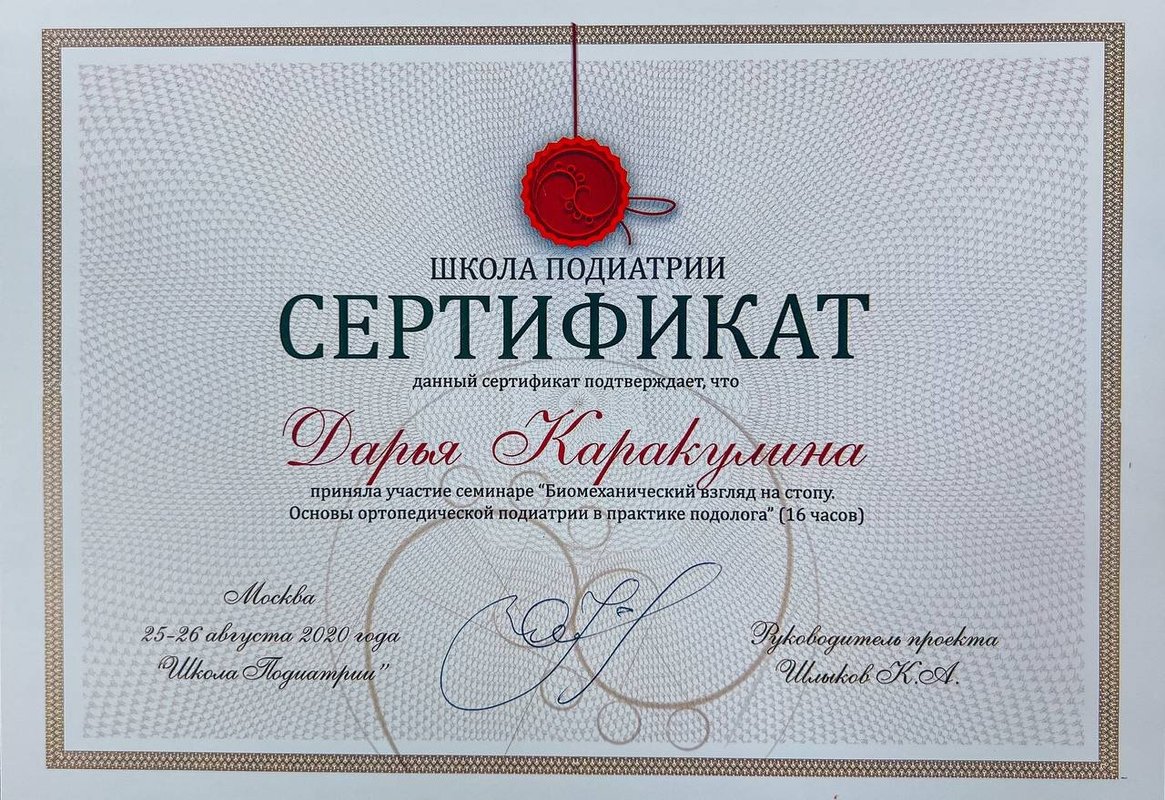 ШКОЛА ПОДИАТРИИ
СЕРТИФИКАТ
данный сертификат подтверждает, что
Дарья Каракулина
приняла участие семинаре “Биомеханический взгляд на стопу.
Основы ортопедической подиатрии в практике подолога” (16 часов)
Москва
25-26 августа 2020 года
“Школа Подиатрии”
Руководитель проекта
Шлыков К.А.